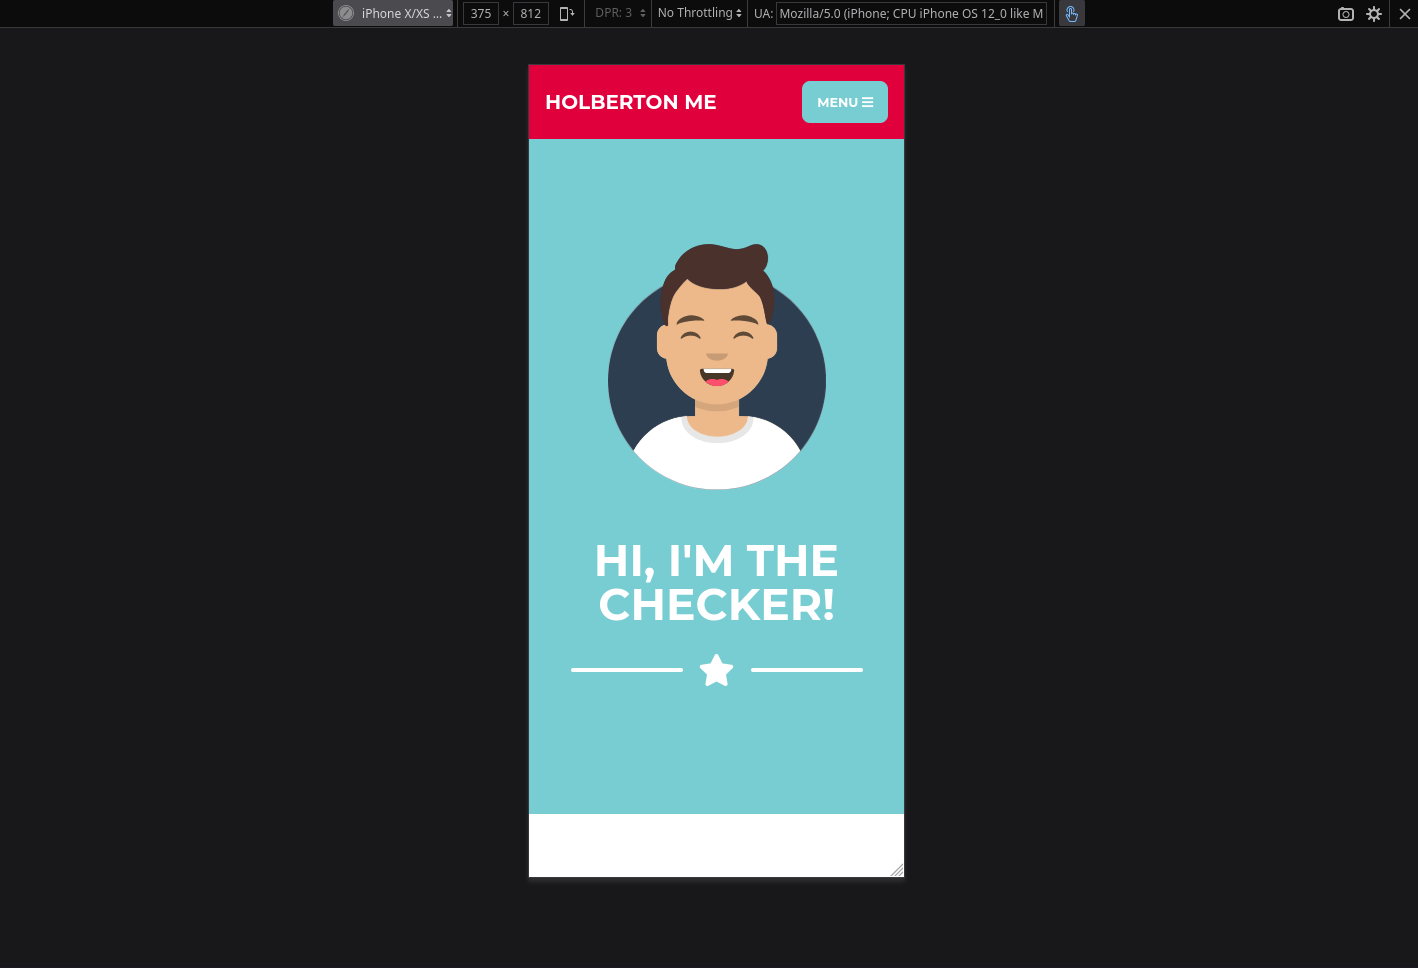 iPhone X/XS ... 375 × 812 DPR: 3 No Throttling UA: Mozilla/5.0 (iPhone; CPU iPhone OS 12_0 like M
HOLBERTON ME MENU
HI, I'M THE
CHECKER!